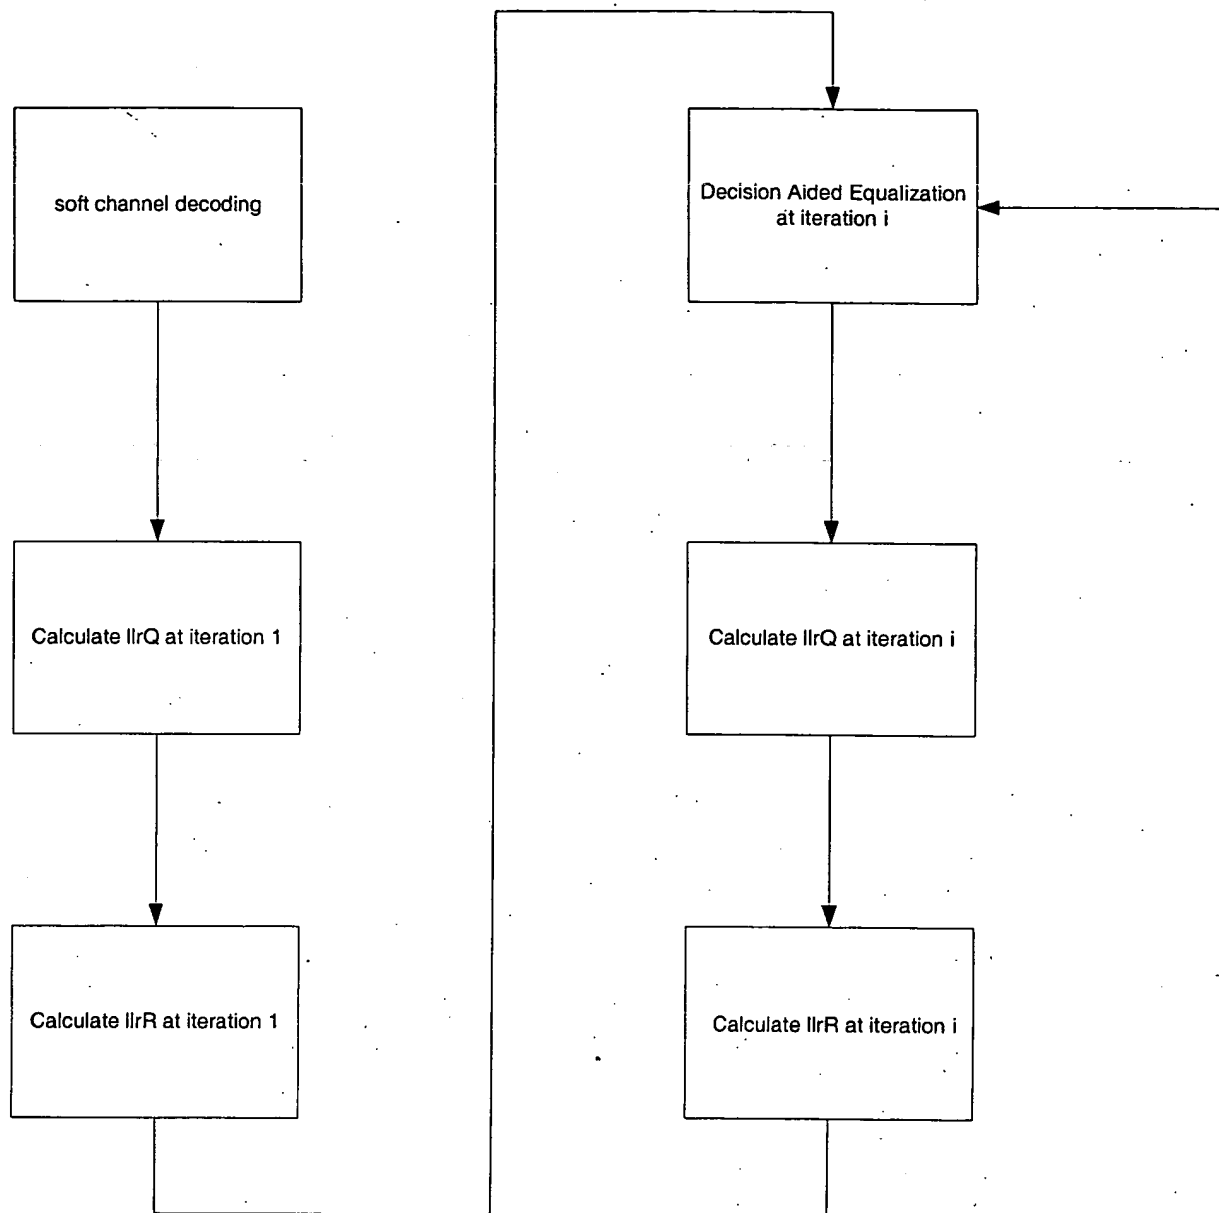 soft channel decoding
Calculate llrQ at iteration 1
Calculate llrR at iteration 1
Decision Aided Equalization
at iteration i
Calculate llrQ at iteration i
Calculate llrR at iteration i